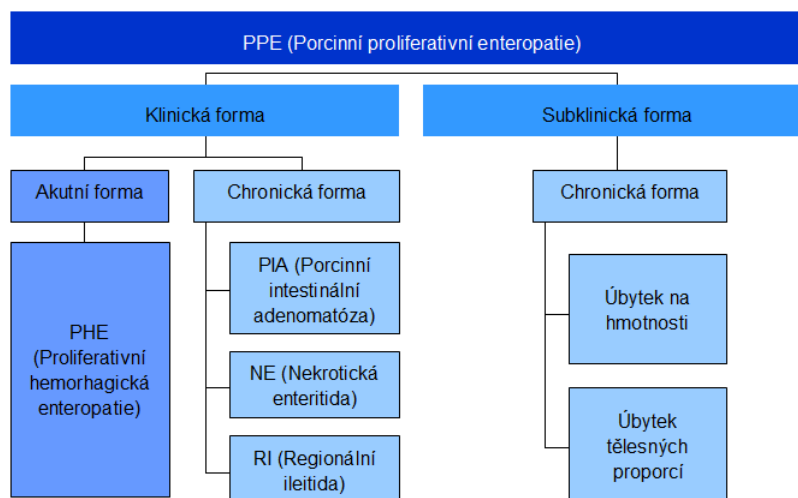 PPE (Porcinní proliferativní enteropatie)
Klinická forma
Subklinická forma
Akutní forma
Chronická forma
Chronická forma
PHE
(Proliferativní
hemorhagická
enteropatie)
PIA (Porcinní
intestinální
adenomatóza)
NE (Nekrotická
enteritida)
RI (Regionální
ileitida)
Úbytek na
hmotnosti
Úbytek
tělesných
proporcí